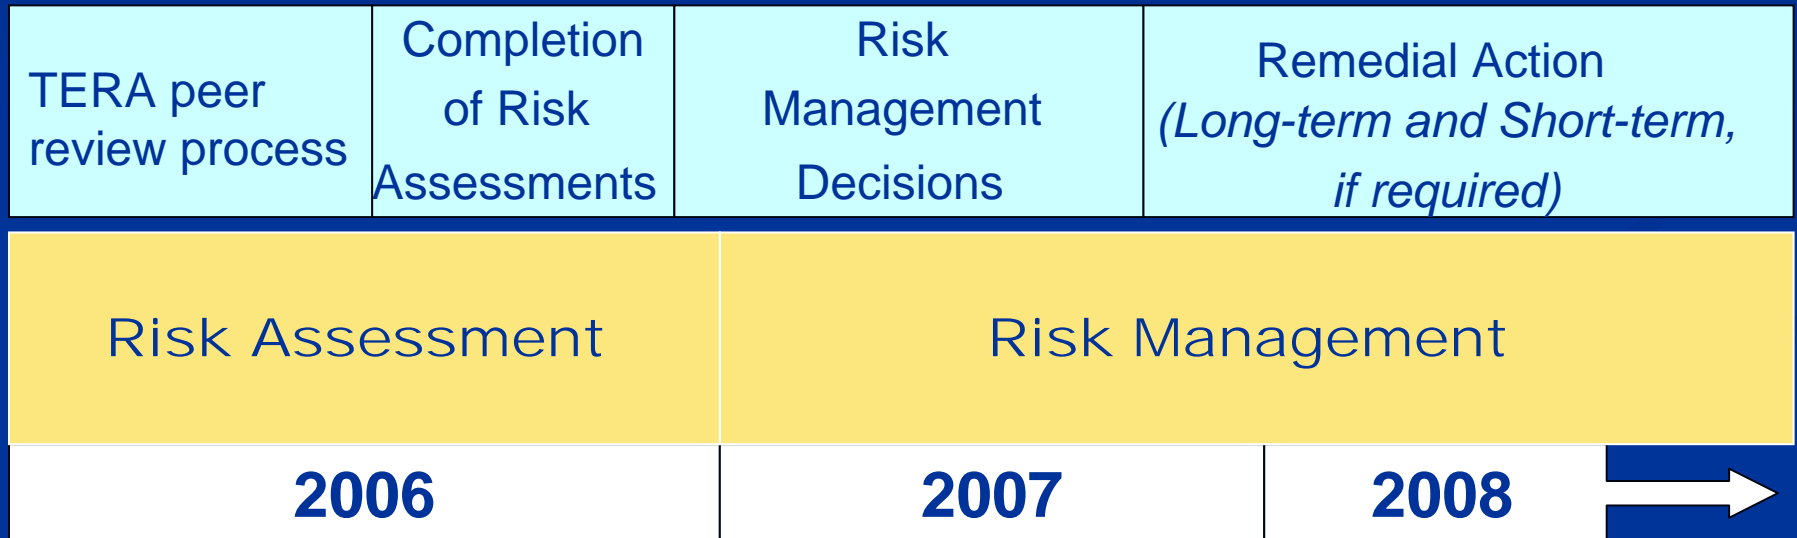 TERA peer
review process
Completion
of Risk
Assessments
Risk
Management
Decisions
Remedial Action
(Long-term and Short-term,
if required)
Risk Assessment
Risk Management
2006
2007
2008